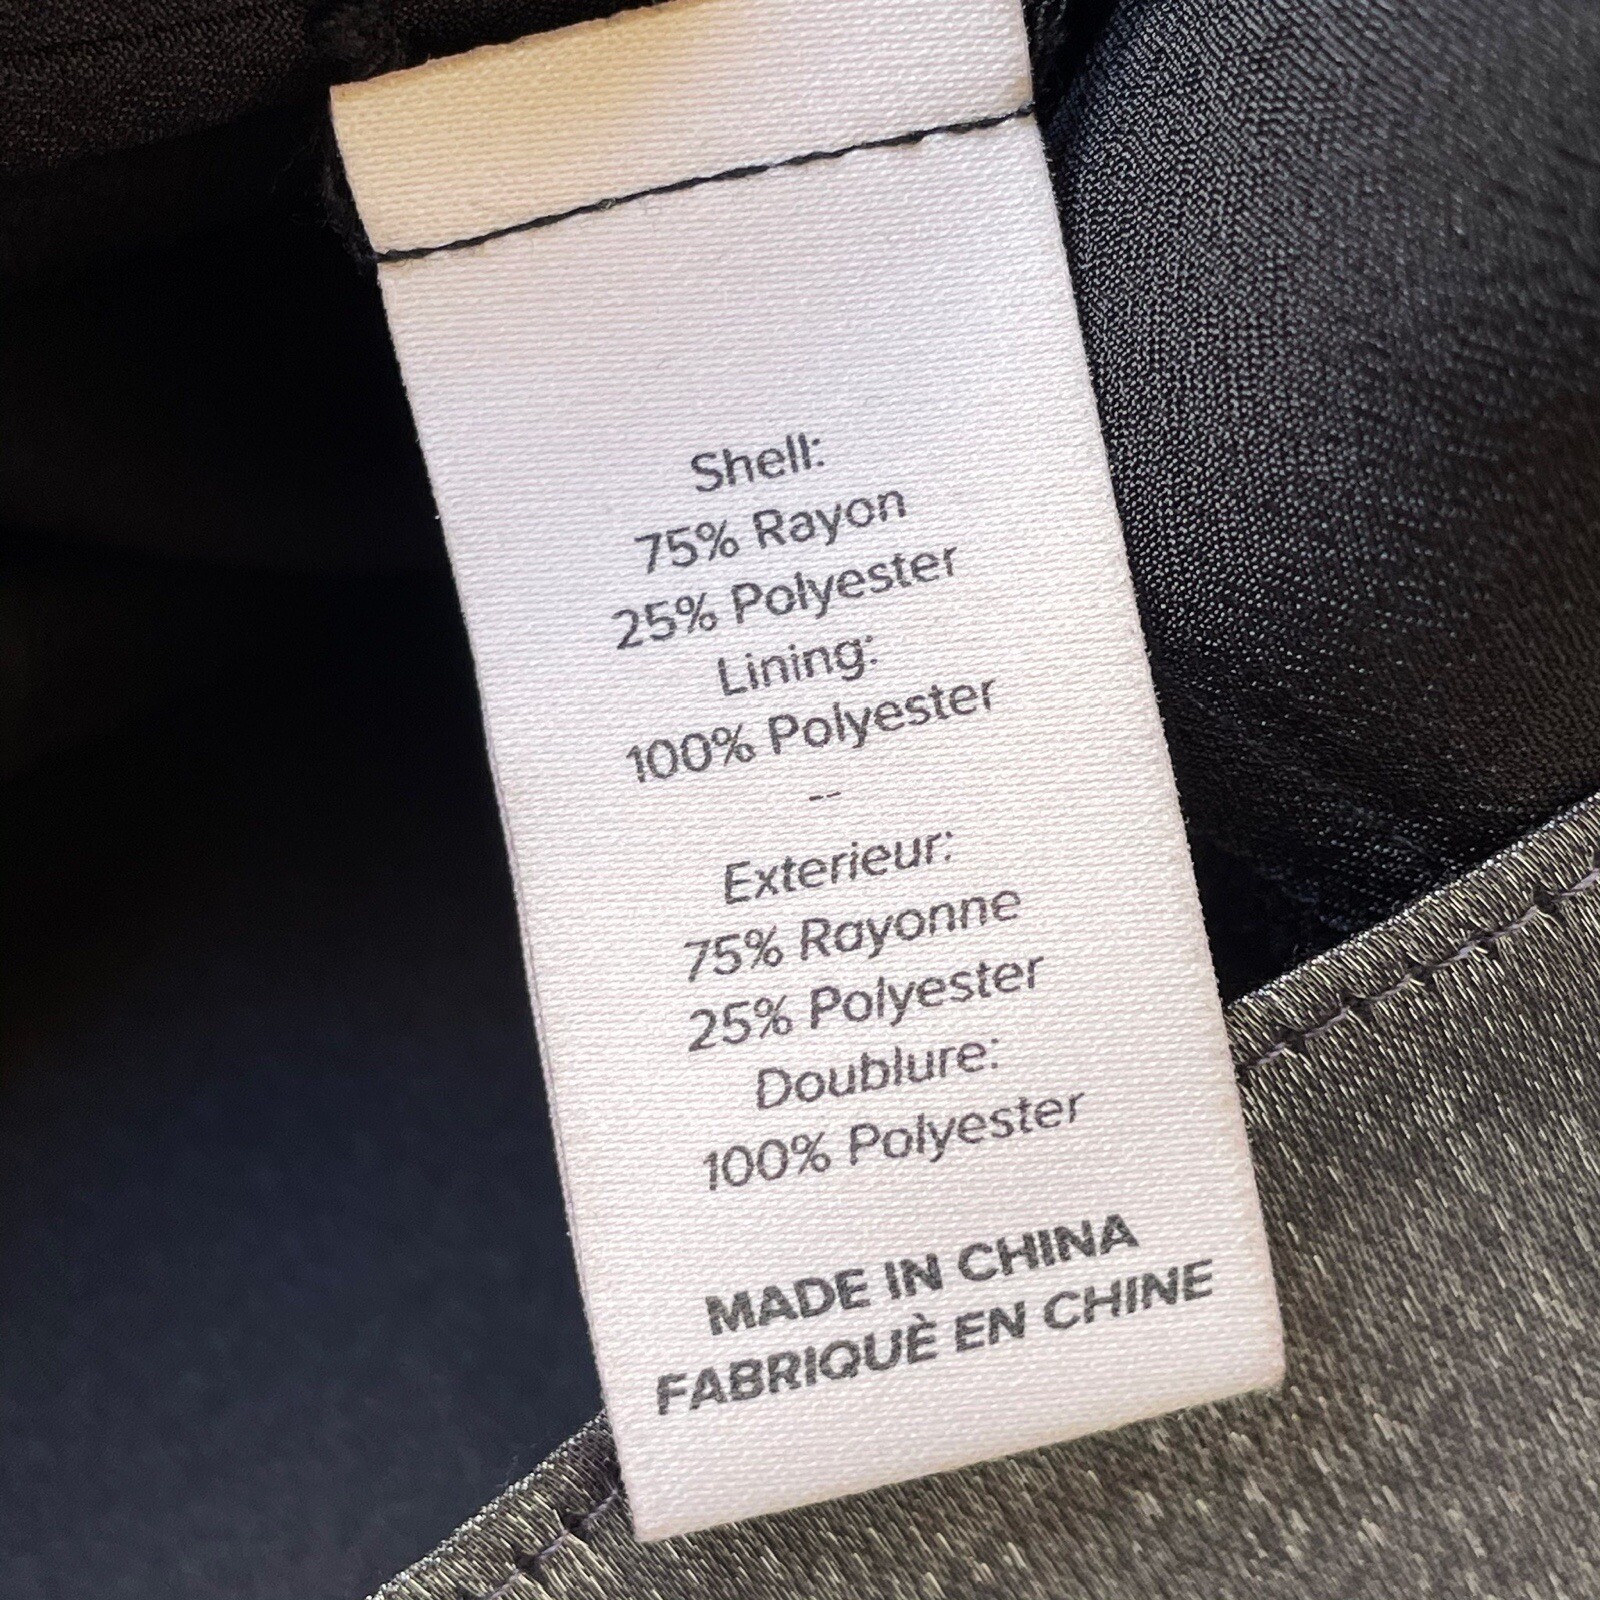 Shell:
75% Rayon
25% Polyester
Lining:
100% Polyester
--
Exterieur:
75% Rayonne
25% Polyester
Doublure:
100% Polyester
MADE IN CHINA
FABRIQUÈ EN CHINE